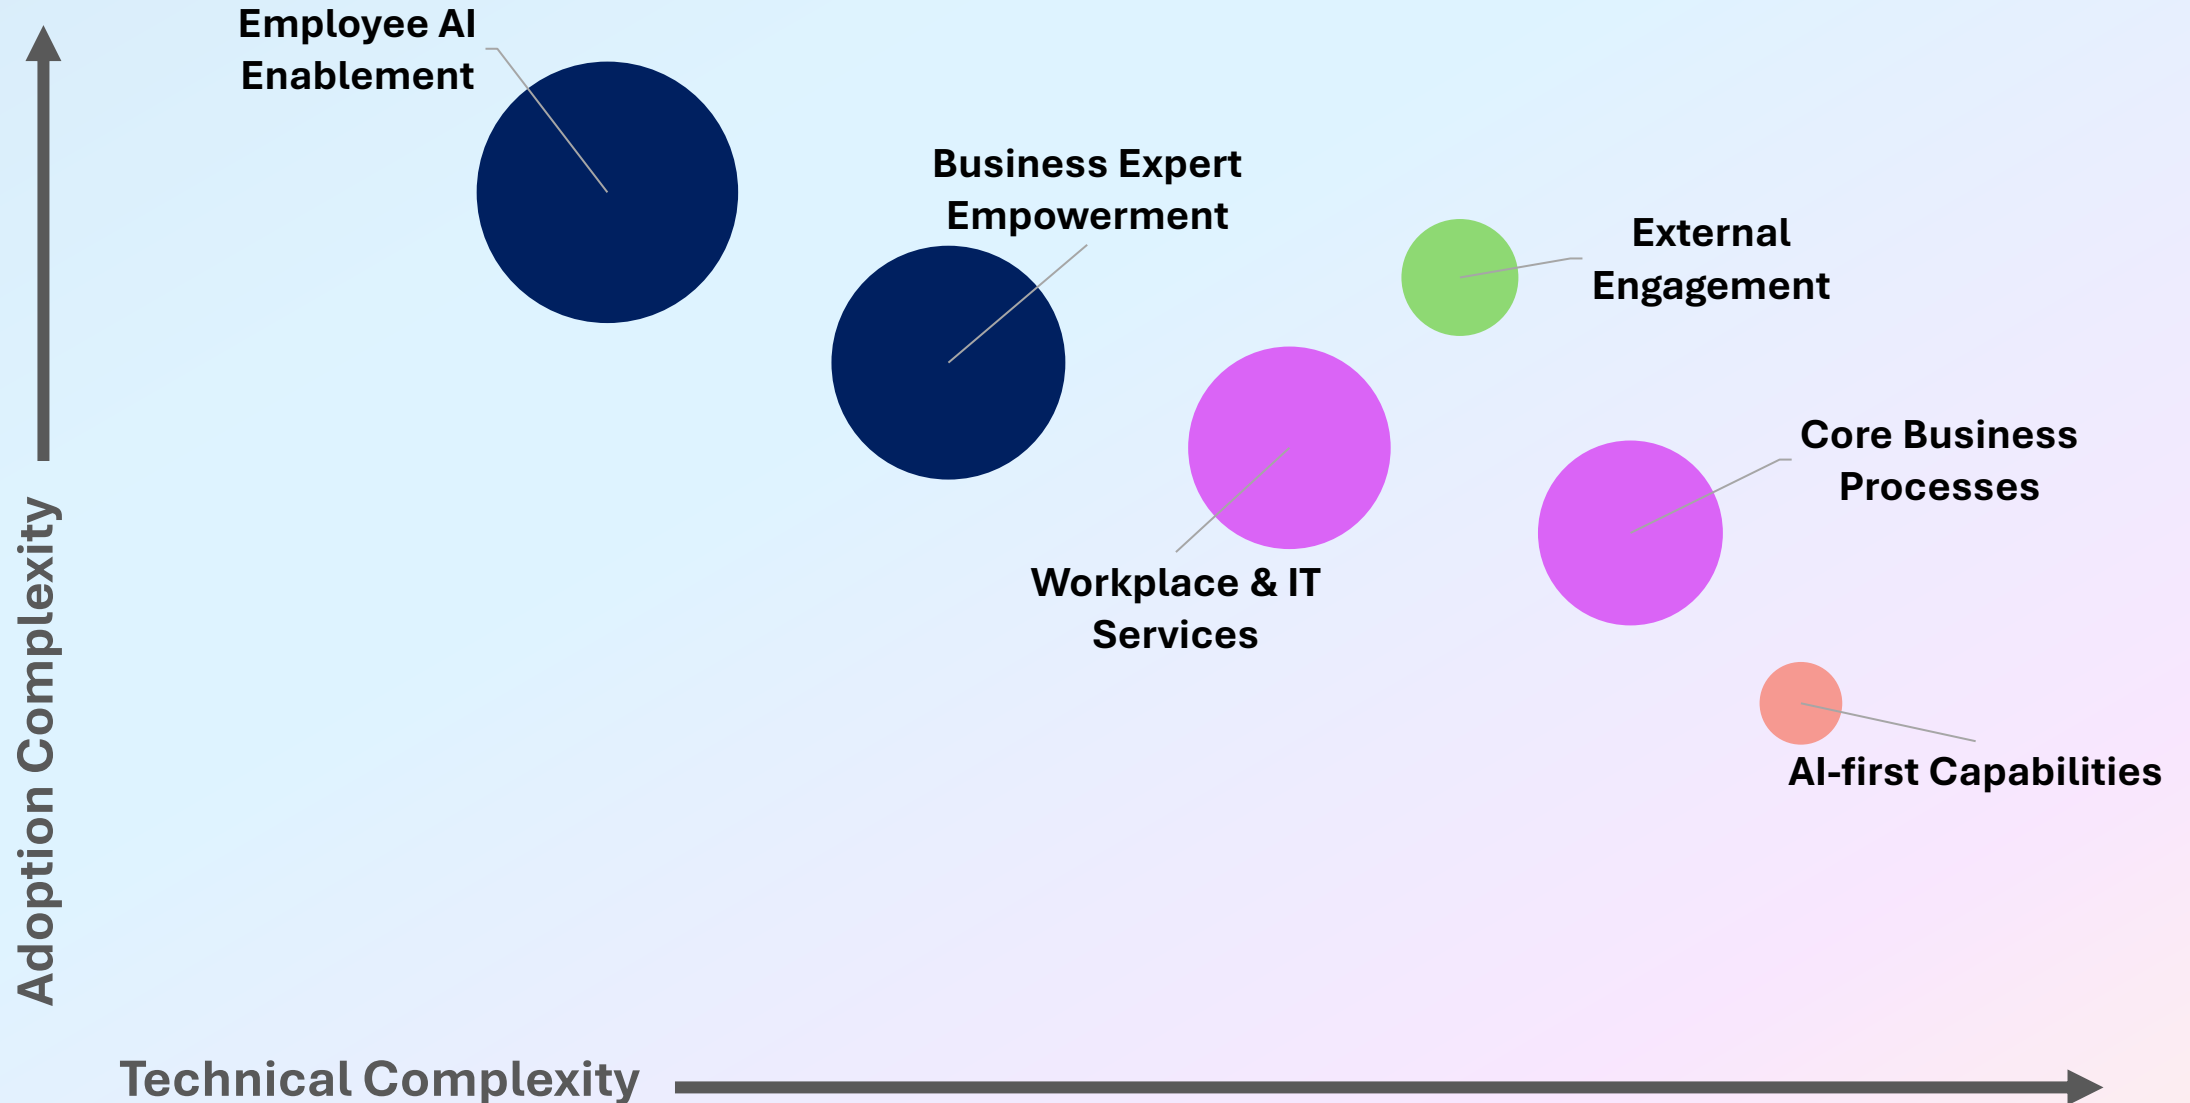 Employee AI
Enablement
Business Expert
Empowerment
External
Engagement
Core Business
Processes
Workplace & IT
Services
AI-first Capabilities
Adoption Complexity
Technical Complexity